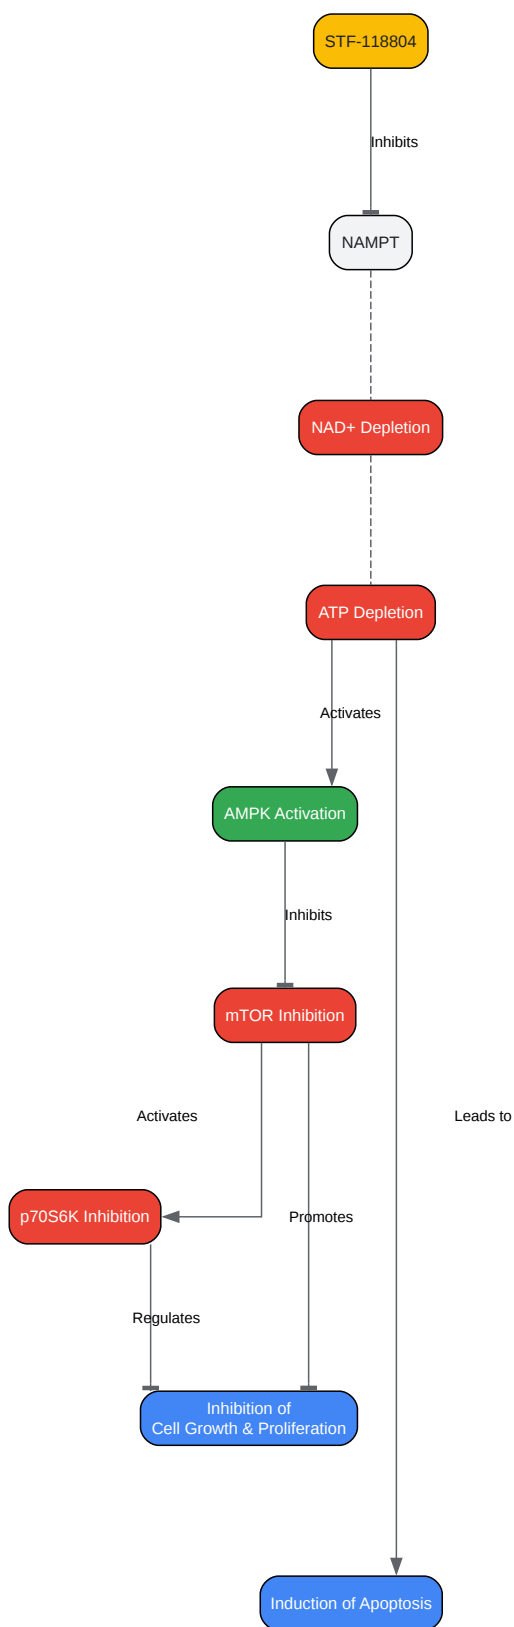 STF-118804
Inhibits
NAMPT
NAD+ Depletion
ATP Depletion
Activates
AMPK Activation
Inhibits
mTOR Inhibition
Activates
Leads to
p70S6K Inhibition
Promotes
Regulates
Inhibition of
Cell Growth & Proliferation
Induction of Apoptosis